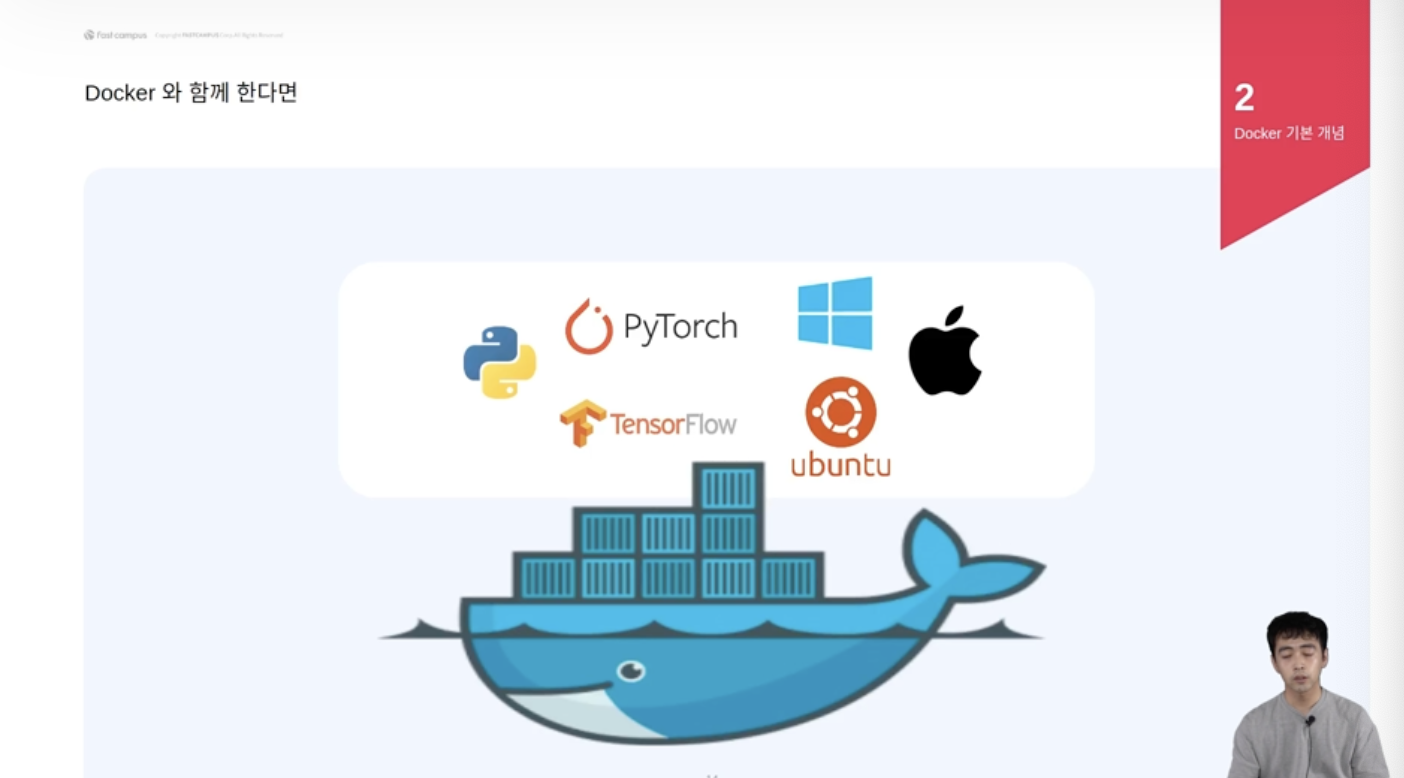 fast campus Copyright FASTCAMPUS Corp. All Rights Reserved
Docker 와 함께 한다면
2
Docker 기본 개념
PyTorch
TensorFlow
ubuntu